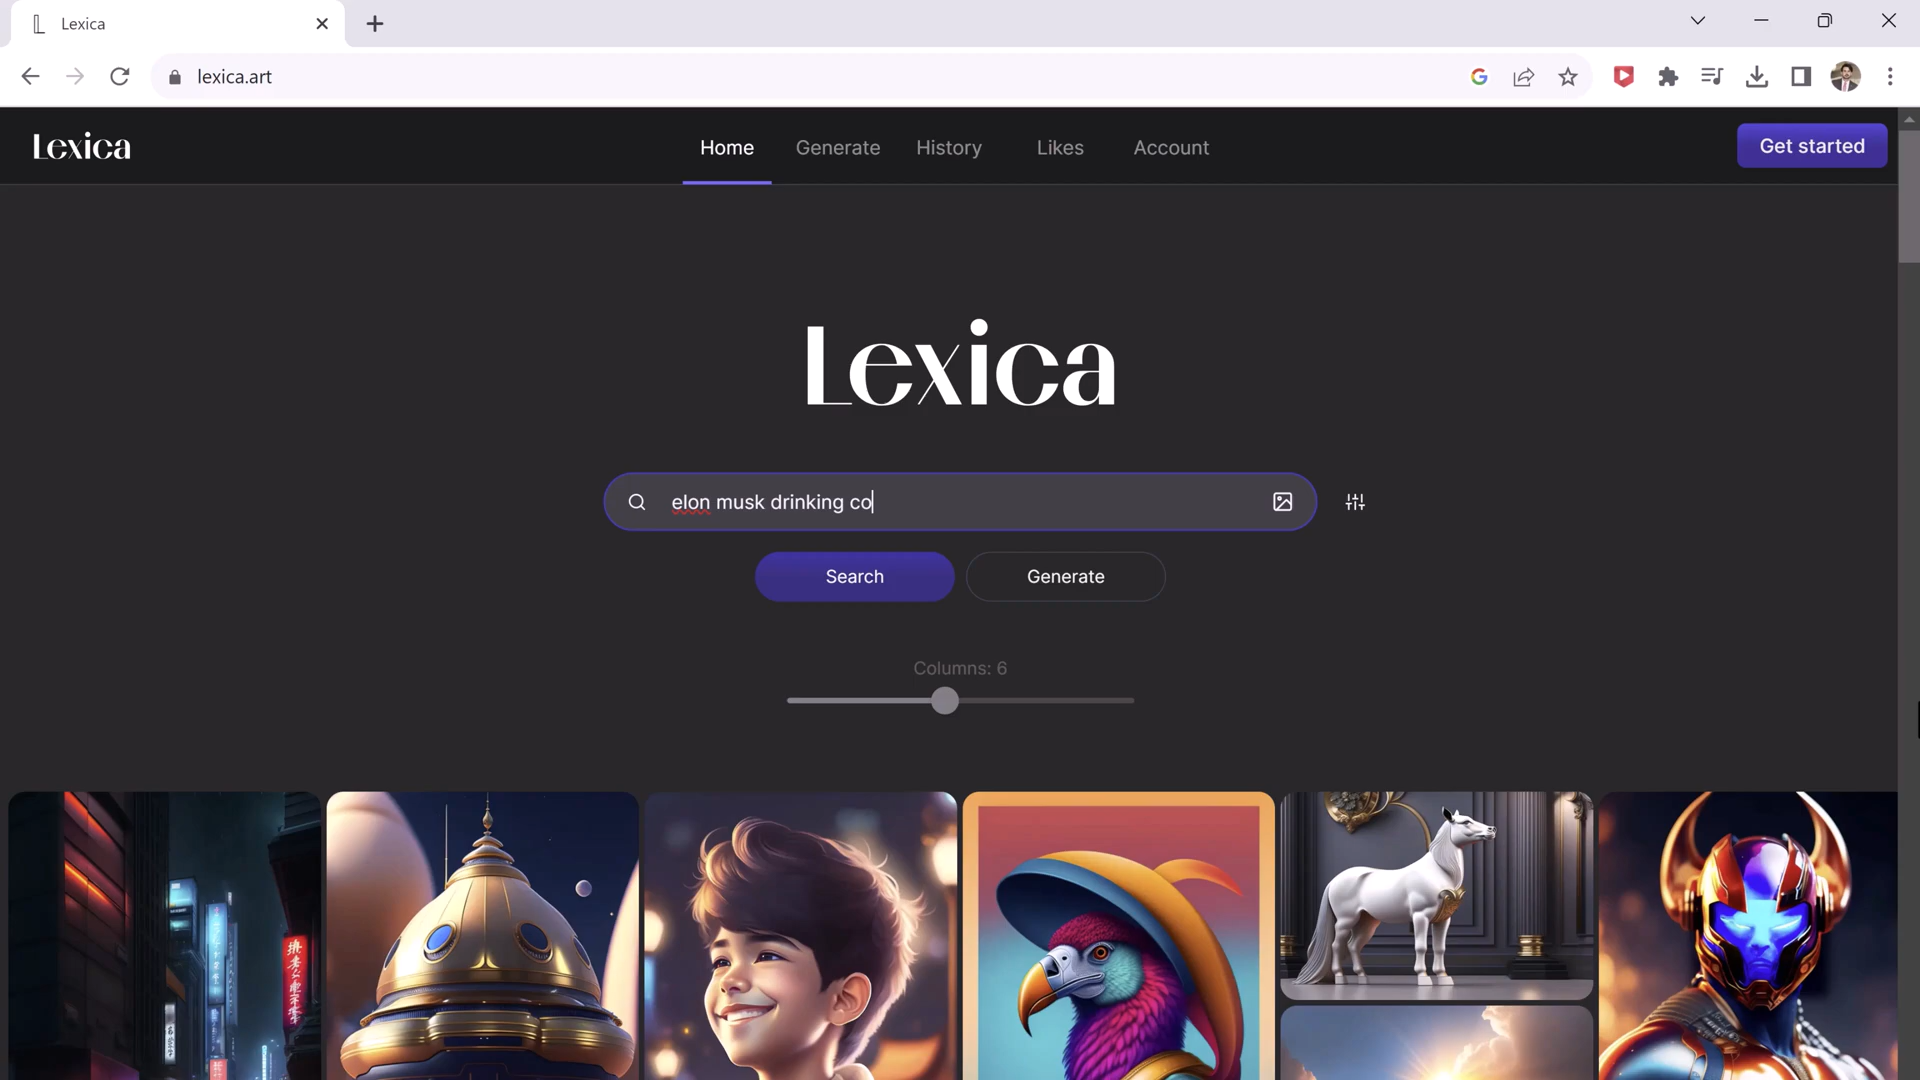 Lexica
lexica.art
Lexica
Home
Generate
History
Likes
Account
Get started
Lexica
elon musk drinking co
Search
Generate
Columns: 6